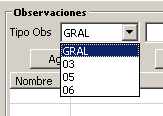 Observaciones
Tipo Obs GRAL
GRAL
03
05
06
Nombre